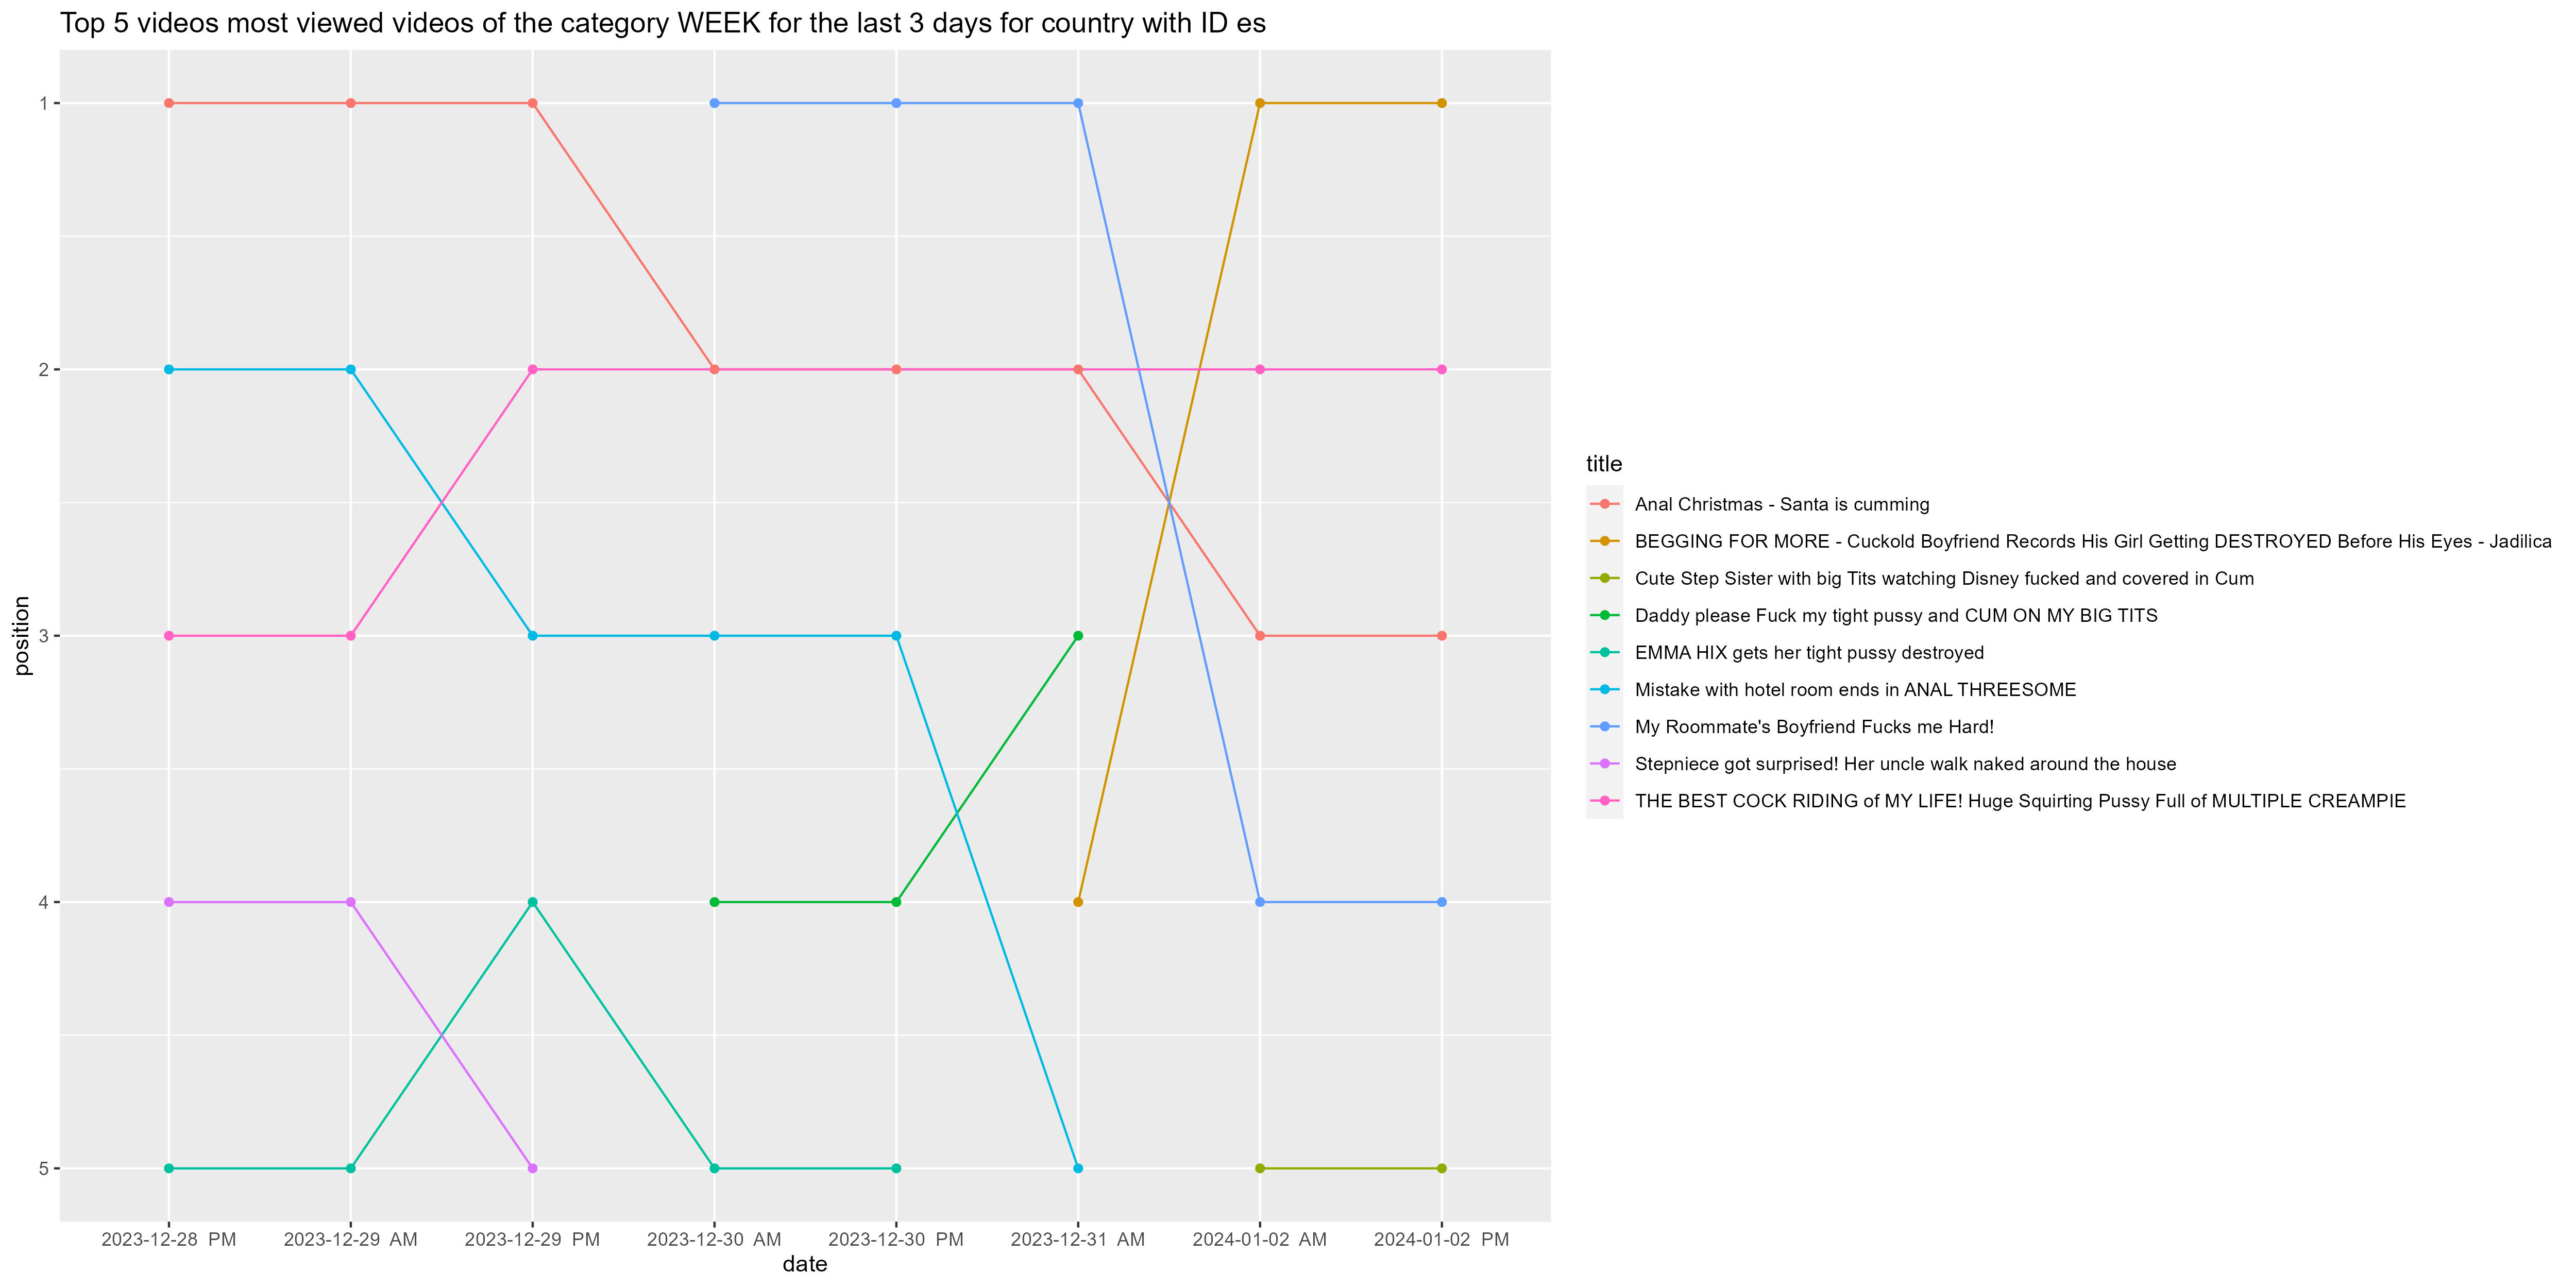 Top 5 videos most viewed videos of the category WEEK for the last 3 days for country with ID es
position
1
2
3
4
5
2023-12-28 PM
2023-12-29 AM
2023-12-29 PM
2023-12-30 AM
2023-12-30 PM
2023-12-31 AM
2024-01-02 AM
2024-01-02 PM
date
title
Anal Christmas - Santa is cumming
BEGGING FOR MORE - Cuckold Boyfriend Records His Girl Getting DESTROYED Before His Eyes - Jadilica
Cute Step Sister with big Tits watching Disney fucked and covered in Cum
Daddy please Fuck my tight pussy and CUM ON MY BIG TITS
EMMA HIX gets her tight pussy destroyed
Mistake with hotel room ends in ANAL THREESOME
My Roommate's Boyfriend Fucks me Hard!
Stepniece got surprised! Her uncle walk naked around the house
THE BEST COCK RIDING of MY LIFE! Huge Squirting Pussy Full of MULTIPLE CREAMPIE